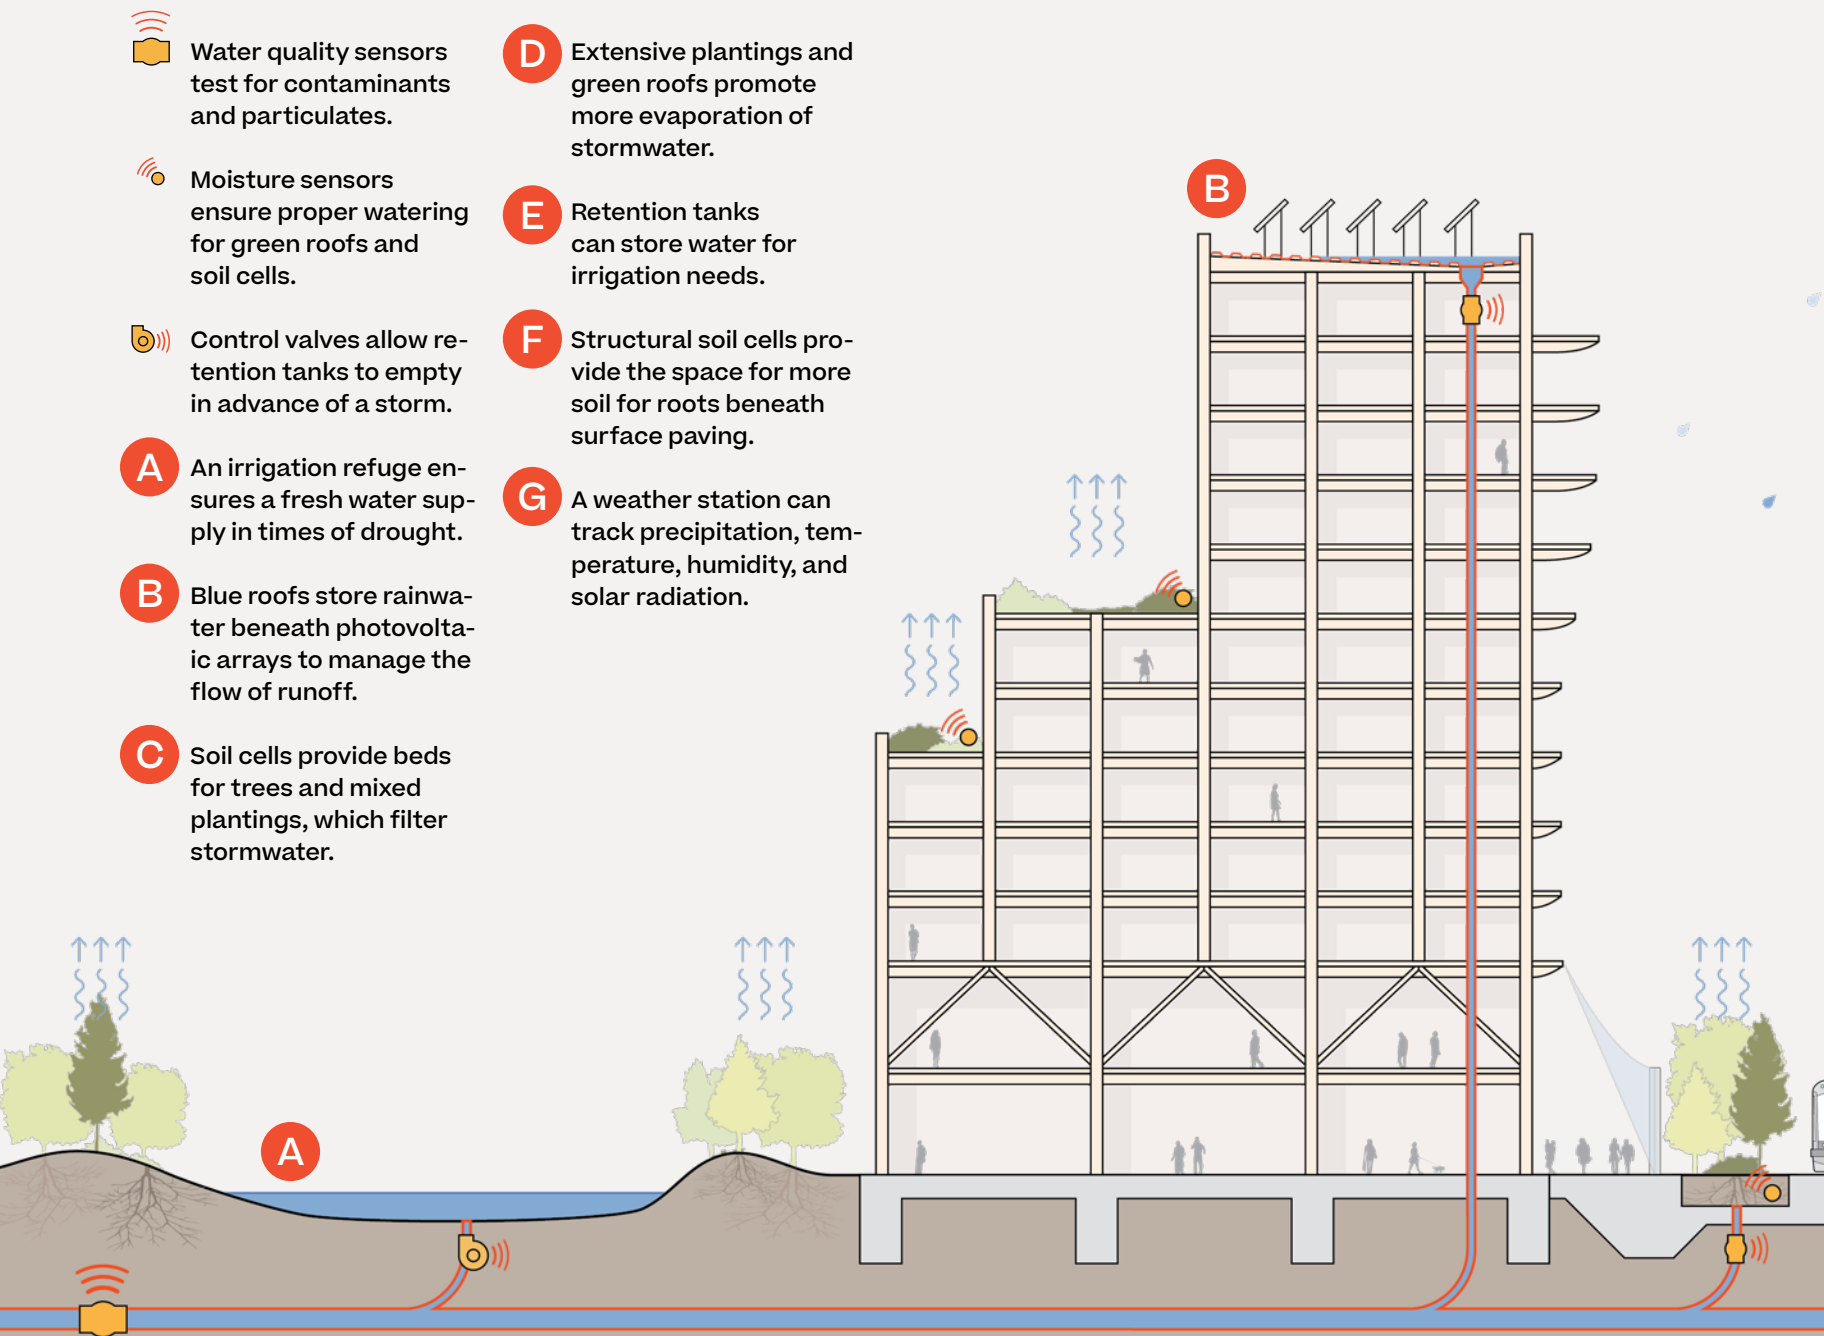 Water quality sensors
test for contaminants
and particulates.
Moisture sensors
ensure proper watering
for green roofs and
soil cells.
Control valves allow re-
tention tanks to empty
in advance of a storm.
A
An irrigation refuge en-
sures a fresh water sup-
ply in times of drought.
B
Blue roofs store rainwa-
ter beneath photovolta-
ic arrays to manage the
flow of runoff.
C
Soil cells provide beds
for trees and mixed
plantings, which filter
stormwater.
D
Extensive plantings and
green roofs promote
more evaporation of
stormwater.
E
Retention tanks
can store water for
irrigation needs.
F
Structural soil cells pro-
vide the space for more
soil for roots beneath
surface paving.
G
A weather station can
track precipitation, tem-
perature, humidity, and
solar radiation.
B
A